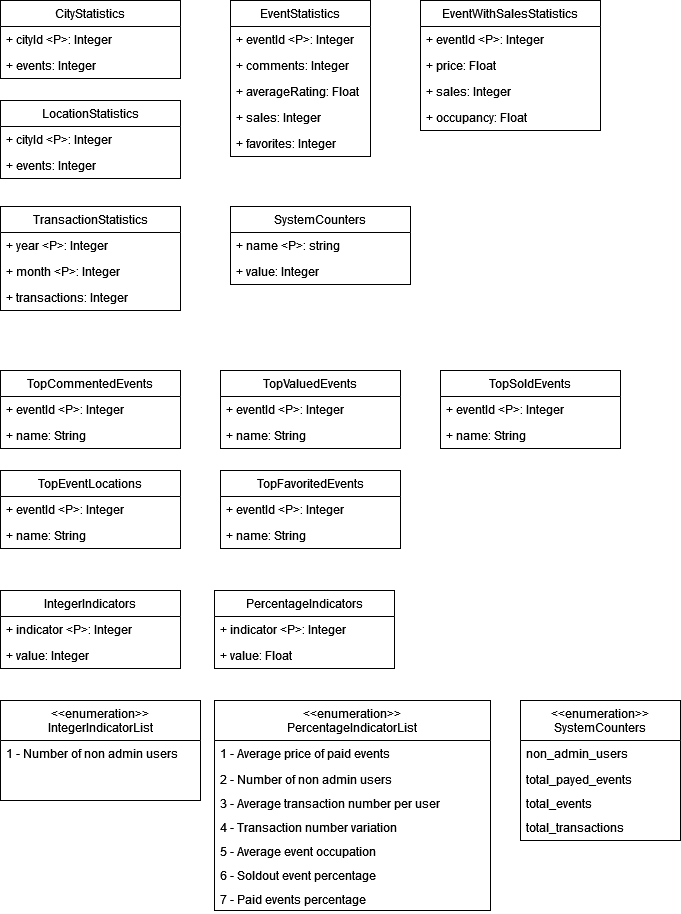 CityStatistics
+ cityId <P>: Integer
+ events: Integer
EventStatistics
+ eventId <P>: Integer
+ comments: Integer
+ averageRating: Float
+ sales: Integer
+ favorites: Integer
EventWithSalesStatistics
+ eventId <P>: Integer
+ price: Float
+ sales: Integer
+ occupancy: Float
LocationStatistics
+ cityId <P>: Integer
+ events: Integer
TransactionStatistics
+ year <P>: Integer
+ month <P>: Integer
+ transactions: Integer
SystemCounters
+ name <P>: string
+ value: Integer
TopCommentedEvents
+ eventId <P>: Integer
+ name: String
TopValuedEvents
+ eventId <P>: Integer
+ name: String
TopSoldEvents
+ eventId <P>: Integer
+ name: String
TopEventLocations
+ eventId <P>: Integer
+ name: String
TopFavoritedEvents
+ eventId <P>: Integer
+ name: String
IntegerIndicators
+ indicator <P>: Integer
+ value: Integer
PercentageIndicators
+ indicator <P>: Integer
+ value: Float
<<enumeration>>
IntegerIndicatorList
1 - Number of non admin users
<<enumeration>>
PercentageIndicatorList
1 - Average price of paid events
2 - Number of non admin users
3 - Average transaction number per user
4 - Transaction number variation
5 - Average event occupation
6 - Soldout event percentage
7 - Paid events percentage
<<enumeration>>
SystemCounters
non_admin_users
total_payed_events
total_events
total_transactions